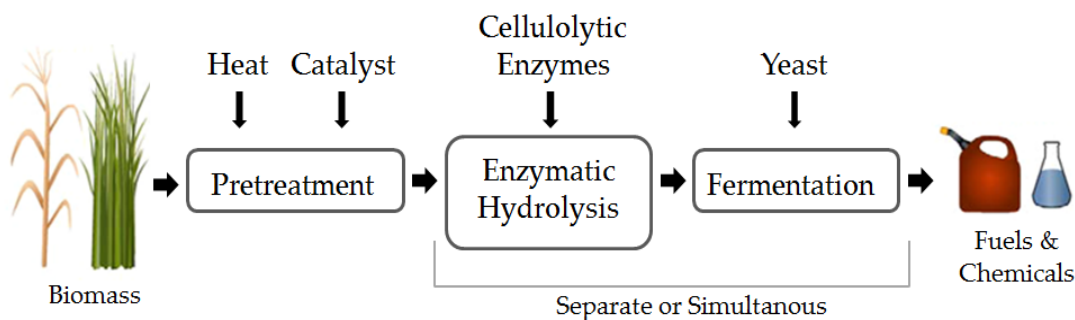 Heat
Catalyst
Cellulolytic
Enzymes
Yeast
Pretreatment
Enzymatic
Hydrolysis
Fermentation
Biomass
Fuels &
Chemicals
Separate or Simultanous